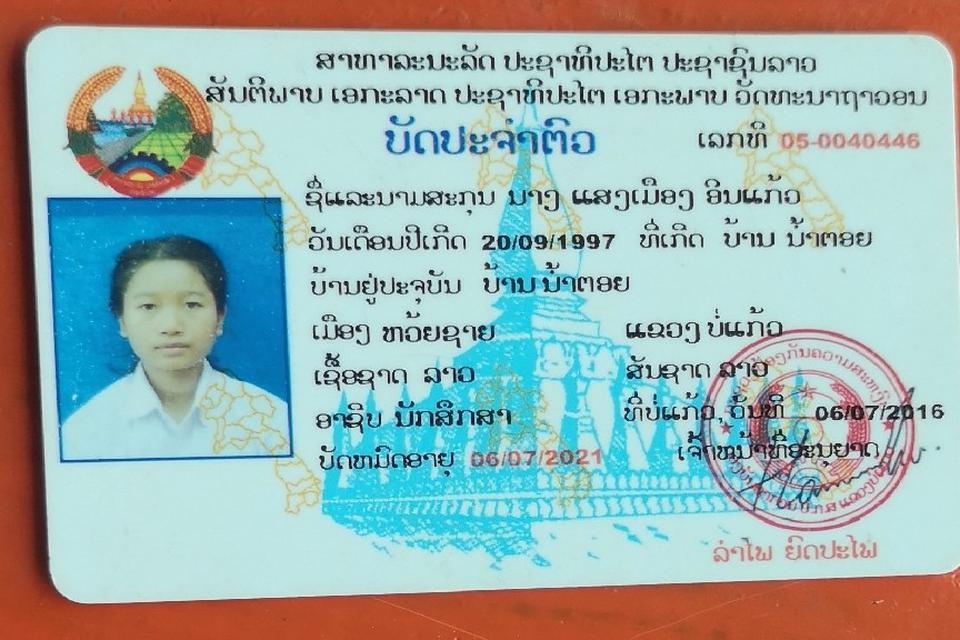 ສາທາລະນະລັດ ປະຊາທິປະໄຕ ປະຊາຊົນລາວ
ສັນຕິພາບ ເອກະລາດ ປະຊາທິປະໄຕ ເອກະພາບ ວັດທະນາຖາວອນ
ບັດປະຈຳຕົວ ເລກທີ 05-0040446
ຊື່ແລະນາມສະກຸນ ນາງ ແສງເມືອງ ອິນແກ້ວ
ວັນເດືອນປີເກີດ 20/09/1997 ທີ່ເກີດ ບ້ານ ນ້ຳຕອຍ
ບ້ານຢູ່ປະຈຸບັນ ບ້ານ ນ້ຳຕອຍ
ເມືອງ ຫວ້ຍຊາຍ ແຂວງ ບໍ່ແກ້ວ
ເຊື້ອຊາດ ລາວ ສັນຊາດ ລາວ
ອາຊີບ ນັກສຶກສາ ທີ່ບໍ່ແກ້ວ, ວັນທີ 06/07/2016
ບັດຫມົດອາຍຸ 06/07/2021 ເຈົ້າຫນ້າທີ່ອະນຸຍາດ
ລຳໄພ ຍົດປະໄພ